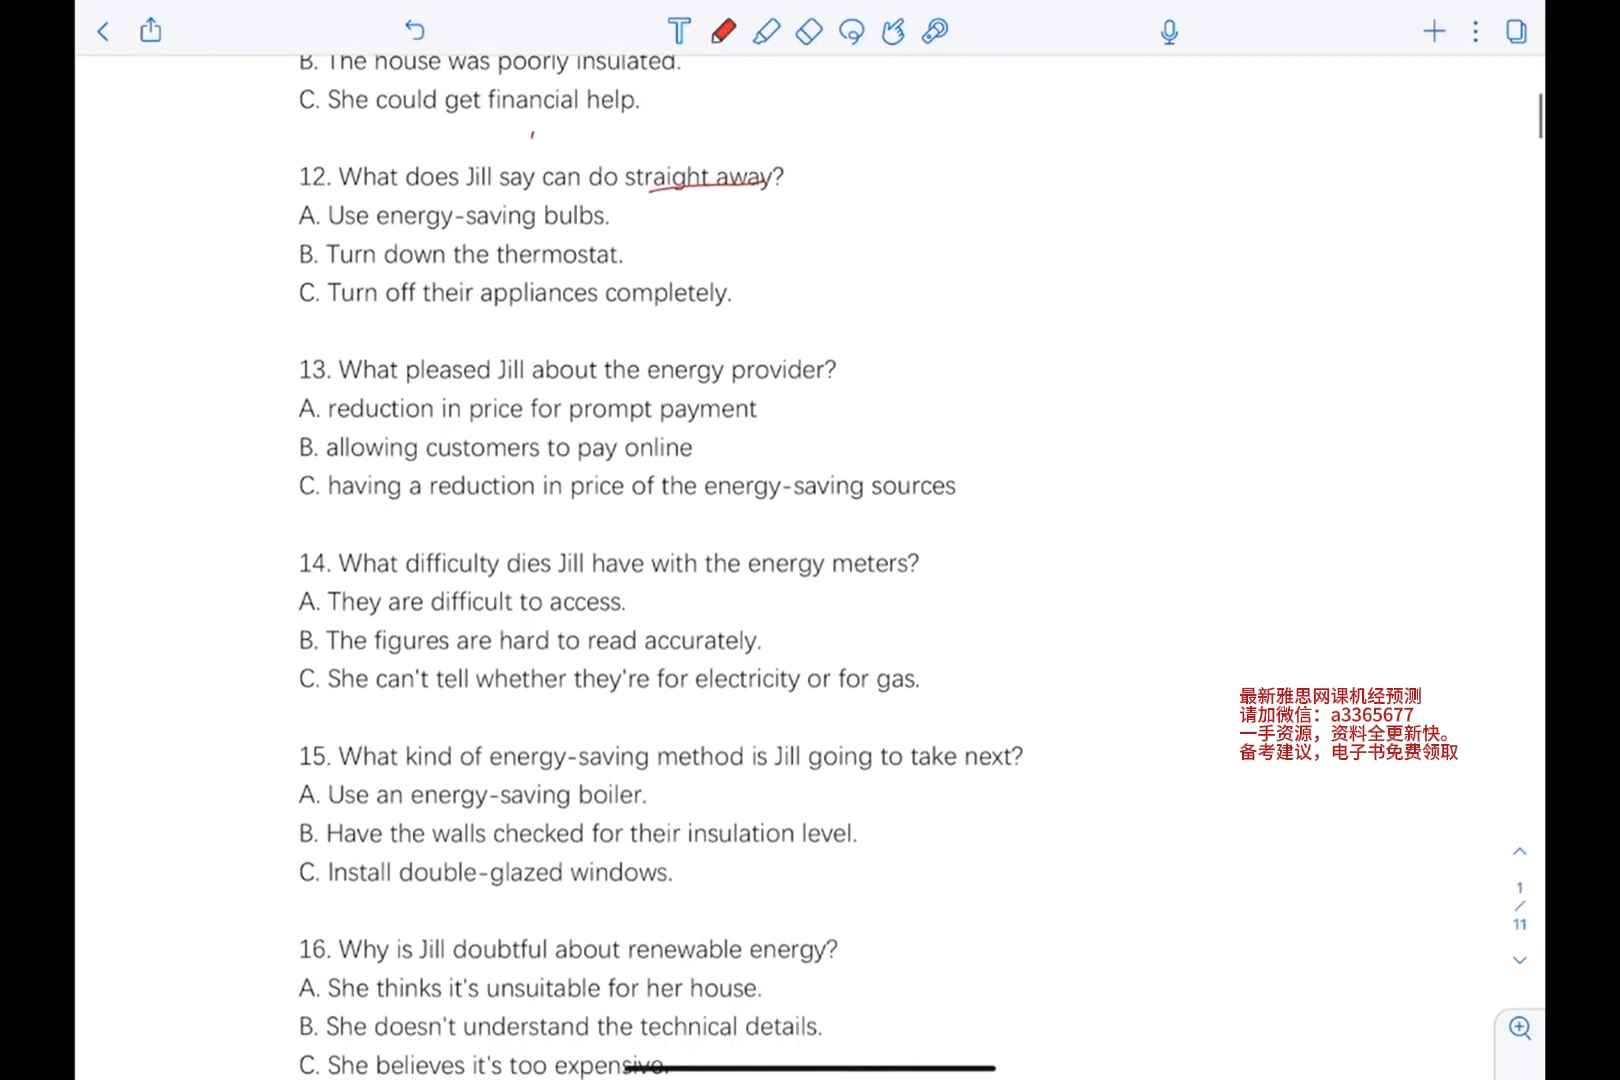 B. The house was poorly insulated.
C. She could get financial help.
12. What does Jill say can do straight away?
A. Use energy-saving bulbs.
B. Turn down the thermostat.
C. Turn off their appliances completely.
13. What pleased Jill about the energy provider?
A. reduction in price for prompt payment
B. allowing customers to pay online
C. having a reduction in price of the energy-saving sources
14. What difficulty dies Jill have with the energy meters?
A. They are difficult to access.
B. The figures are hard to read accurately.
C. She can't tell whether they're for electricity or for gas.
最新雅思网课机经预测
请加微信：a3365677
一手资源，资料全更新快。
备考建议，电子书免费领取
15. What kind of energy-saving method is Jill going to take next?
A. Use an energy-saving boiler.
B. Have the walls checked for their insulation level.
C. Install double-glazed windows.
1
/
11
16. Why is Jill doubtful about renewable energy?
A. She thinks it's unsuitable for her house.
B. She doesn't understand the technical details.
C. She believes it's too expensive.